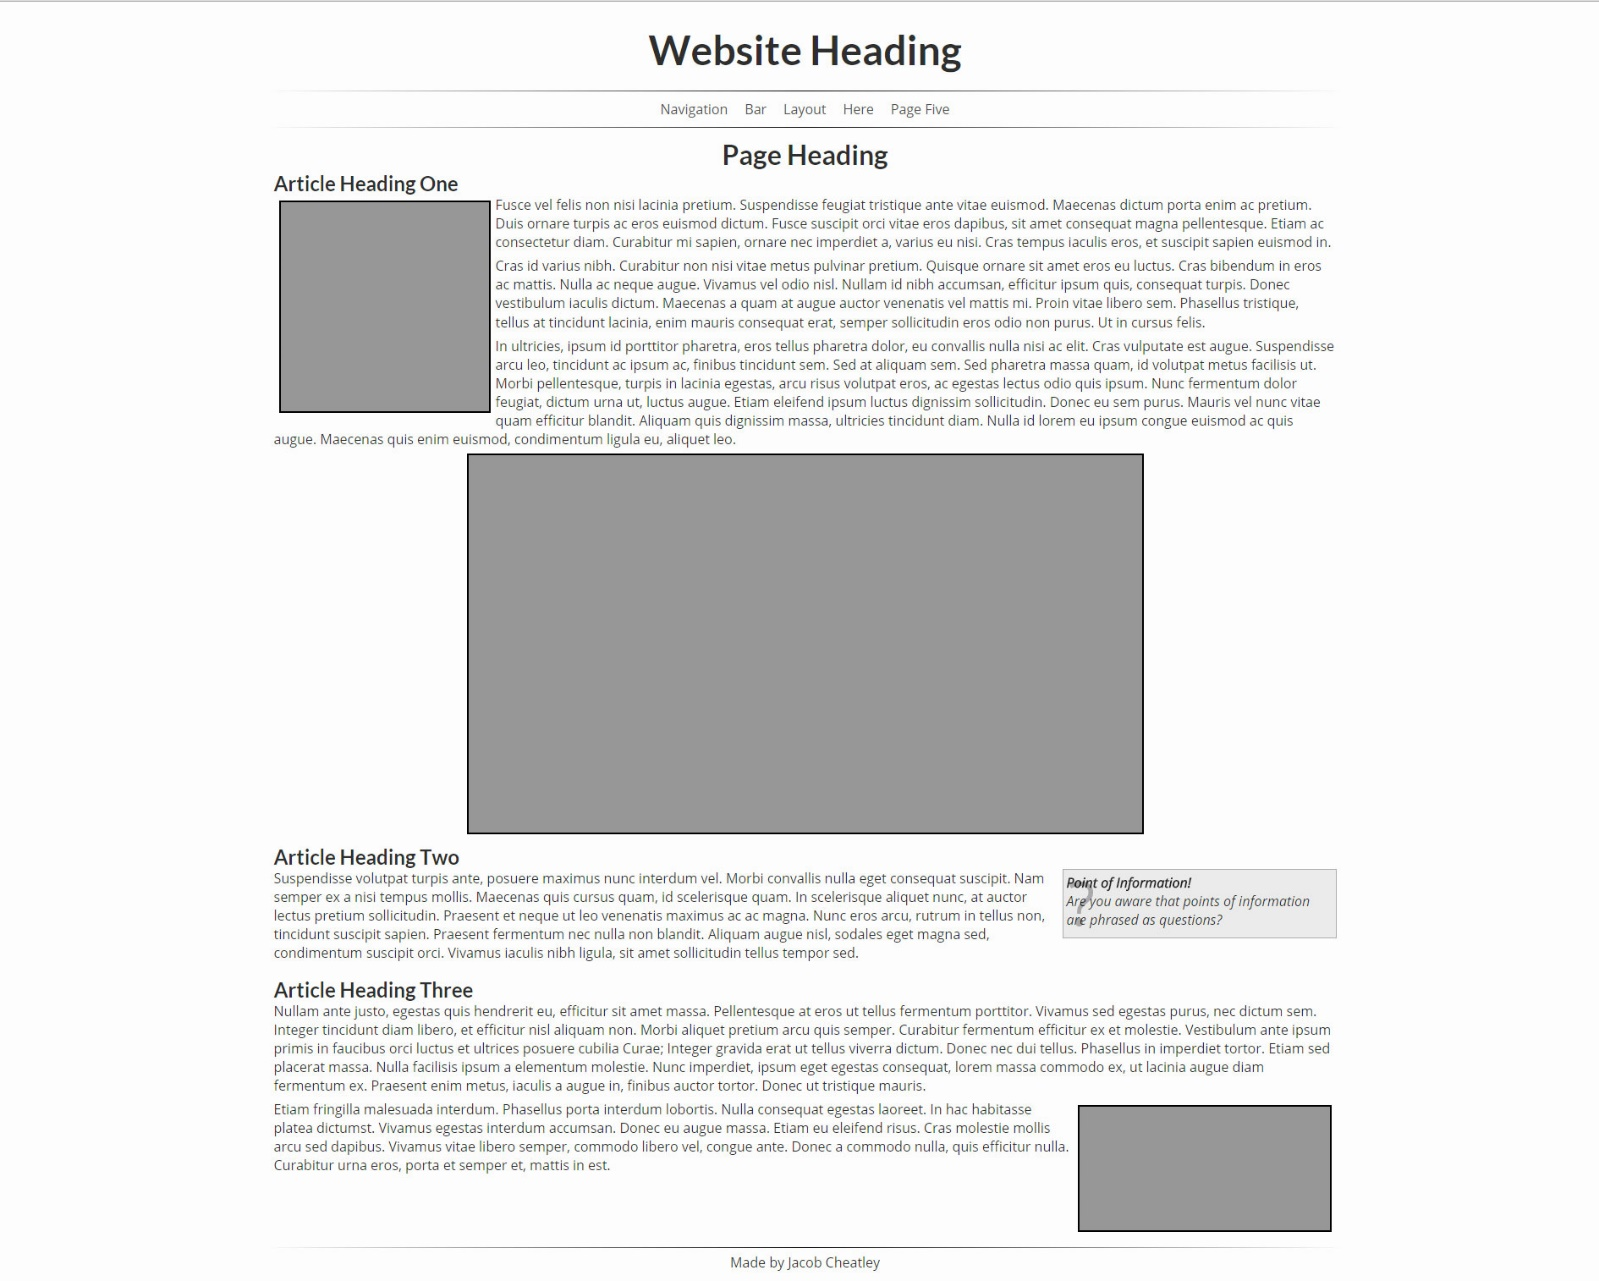 Website Heading
Navigation Bar Layout Here Page Five
Page Heading
Article Heading One
Fusce vel felis non nisi lacinia pretium. Suspendisse feugiat tristique ante vitae euismod. Maecenas dictum porta enim ac pretium.
Duis ornare turpis ac eros euismod dictum. Fusce suscipit orci vitae eros dapibus, sit amet consequat magna pellentesque. Etiam ac
consectetur diam. Curabitur mi sapien, ornare nec imperdiet a, varius eu nisi. Cras tempus iaculis eros, et suscipit sapien euismod in.
Cras id varius nibh. Curabitur non nisi vitae metus pulvinar pretium. Quisque ornare sit amet eros eu luctus. Cras bibendum in eros
ac mattis. Nulla ac neque augue. Vivamus vel odio nisl. Nullam id nibh accumsan, efficitur ipsum quis, consequat turpis. Donec
vestibulum iaculis dictum. Maecenas a quam at augue auctor venenatis vel mattis mi. Proin vitae libero sem. Phasellus tristique,
tellus at tincidunt lacinia, enim mauris consequat erat, semper sollicitudin eros odio non purus. Ut in cursus felis.
In ultricies, ipsum id porttitor pharetra, eros tellus pharetra dolor, eu convallis nulla nisi ac elit. Cras vulputate est augue. Suspendisse
arcu leo, tincidunt ac ipsum ac, finibus tincidunt sem. Sed at aliquam sem. Sed pharetra massa quam, id volutpat metus facilisis ut.
Morbi pellentesque, turpis in lacinia egestas, arcu risus volutpat eros, ac egestas lectus odio quis ipsum. Nunc fermentum dolor
feugiat, dictum urna ut, luctus augue. Etiam eleifend ipsum luctus dignissim sollicitudin. Donec eu sem purus. Mauris vel nunc vitae
quam efficitur blandit. Aliquam quis dignissim massa, ultricies tincidunt diam. Nulla id lorem eu ipsum congue euismod ac quis
augue. Maecenas quis enim euismod, condimentum ligula eu, aliquet leo.
Article Heading Two
Suspendisse volutpat turpis ante, posuere maximus nunc interdum vel. Morbi convallis nulla eget consequat suscipit. Nam
semper ex a nisi tempus mollis. Maecenas quis cursus quam, id scelerisque quam. In scelerisque aliquet nunc, at auctor
lectus pretium sollicitudin. Praesent et neque ut leo venenatis maximus ac ac magna. Nunc eros arcu, rutrum in tellus non,
tincidunt suscipit sapien. Praesent fermentum nec nulla non blandit. Aliquam augue nisl, sodales eget magna sed,
condimentum suscipit orci. Vivamus iaculis nibh ligula, sit amet sollicitudin tellus tempor sed.
?
Point of Information!
Are you aware that points of information
are phrased as questions?
Article Heading Three
Nullam ante justo, egestas quis hendrerit eu, efficitur sit amet massa. Pellentesque at eros ut tellus fermentum porttitor. Vivamus sed egestas purus, nec dictum sem.
Integer tincidunt diam libero, et efficitur nisl aliquam non. Morbi aliquet pretium arcu quis semper. Curabitur fermentum efficitur ex et molestie. Vestibulum ante ipsum
primis in faucibus orci luctus et ultrices posuere cubilia Curae; Integer gravida erat ut tellus viverra dictum. Donec nec dui tellus. Phasellus in imperdiet tortor. Etiam sed
placerat massa. Nulla facilisis ipsum a elementum molestie. Nunc imperdiet, ipsum eget egestas consequat, lorem massa commodo ex, ut lacinia augue diam
fermentum ex. Praesent enim metus, iaculis a augue in, finibus auctor tortor. Donec ut tristique mauris.
Etiam fringilla malesuada interdum. Phasellus porta interdum lobortis. Nulla consequat egestas laoreet. In hac habitasse
platea dictumst. Vivamus egestas interdum accumsan. Donec eu augue massa. Etiam eu eleifend risus. Cras molestie mollis
arcu sed dapibus. Vivamus vitae libero semper, commodo libero vel, congue ante. Donec a commodo nulla, quis efficitur nulla.
Curabitur urna eros, porta et semper et, mattis in est.
Made by Jacob Cheatley